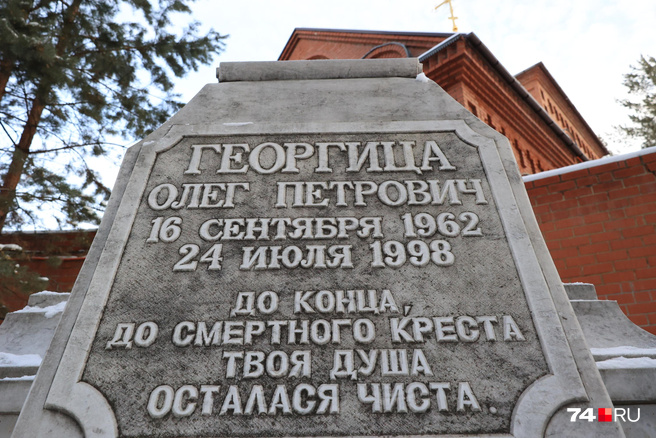 ГЕОРГИЦА
ОЛЕГ ПЕТРОВИЧ
16 СЕНТЯБРЯ 1962
24 ИЮЛЯ 1998
ДО КОНЦА,
ДО СМЕРТНОГО КРЕСТА
ТВОЯ ДУША
ОСТАЛАСЯ ЧИСТА.
74.RU